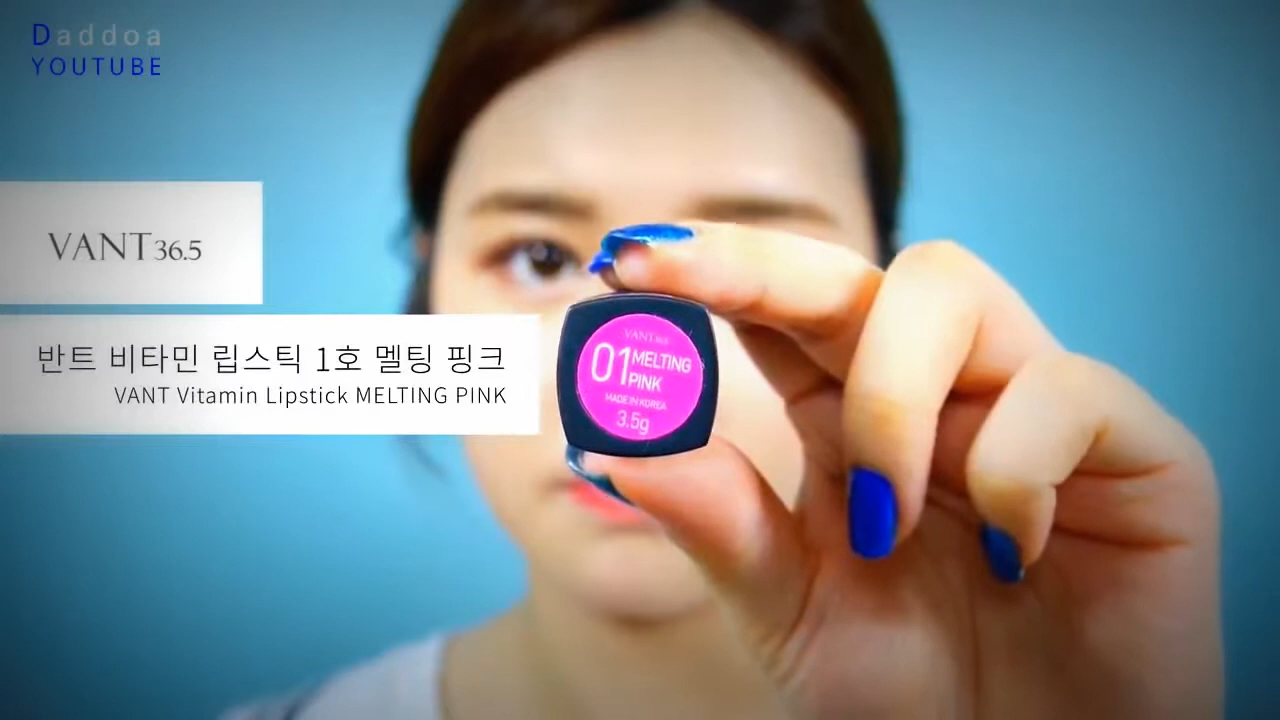 Daddoa
YOUTUBE
VANT36.5
반트 비타민 립스틱 1호 멜팅 핑크
VANT Vitamin Lipstick MELTING PINK
VANT36.5
01 MELTING
PINK
MADE IN KOREA
3.5g